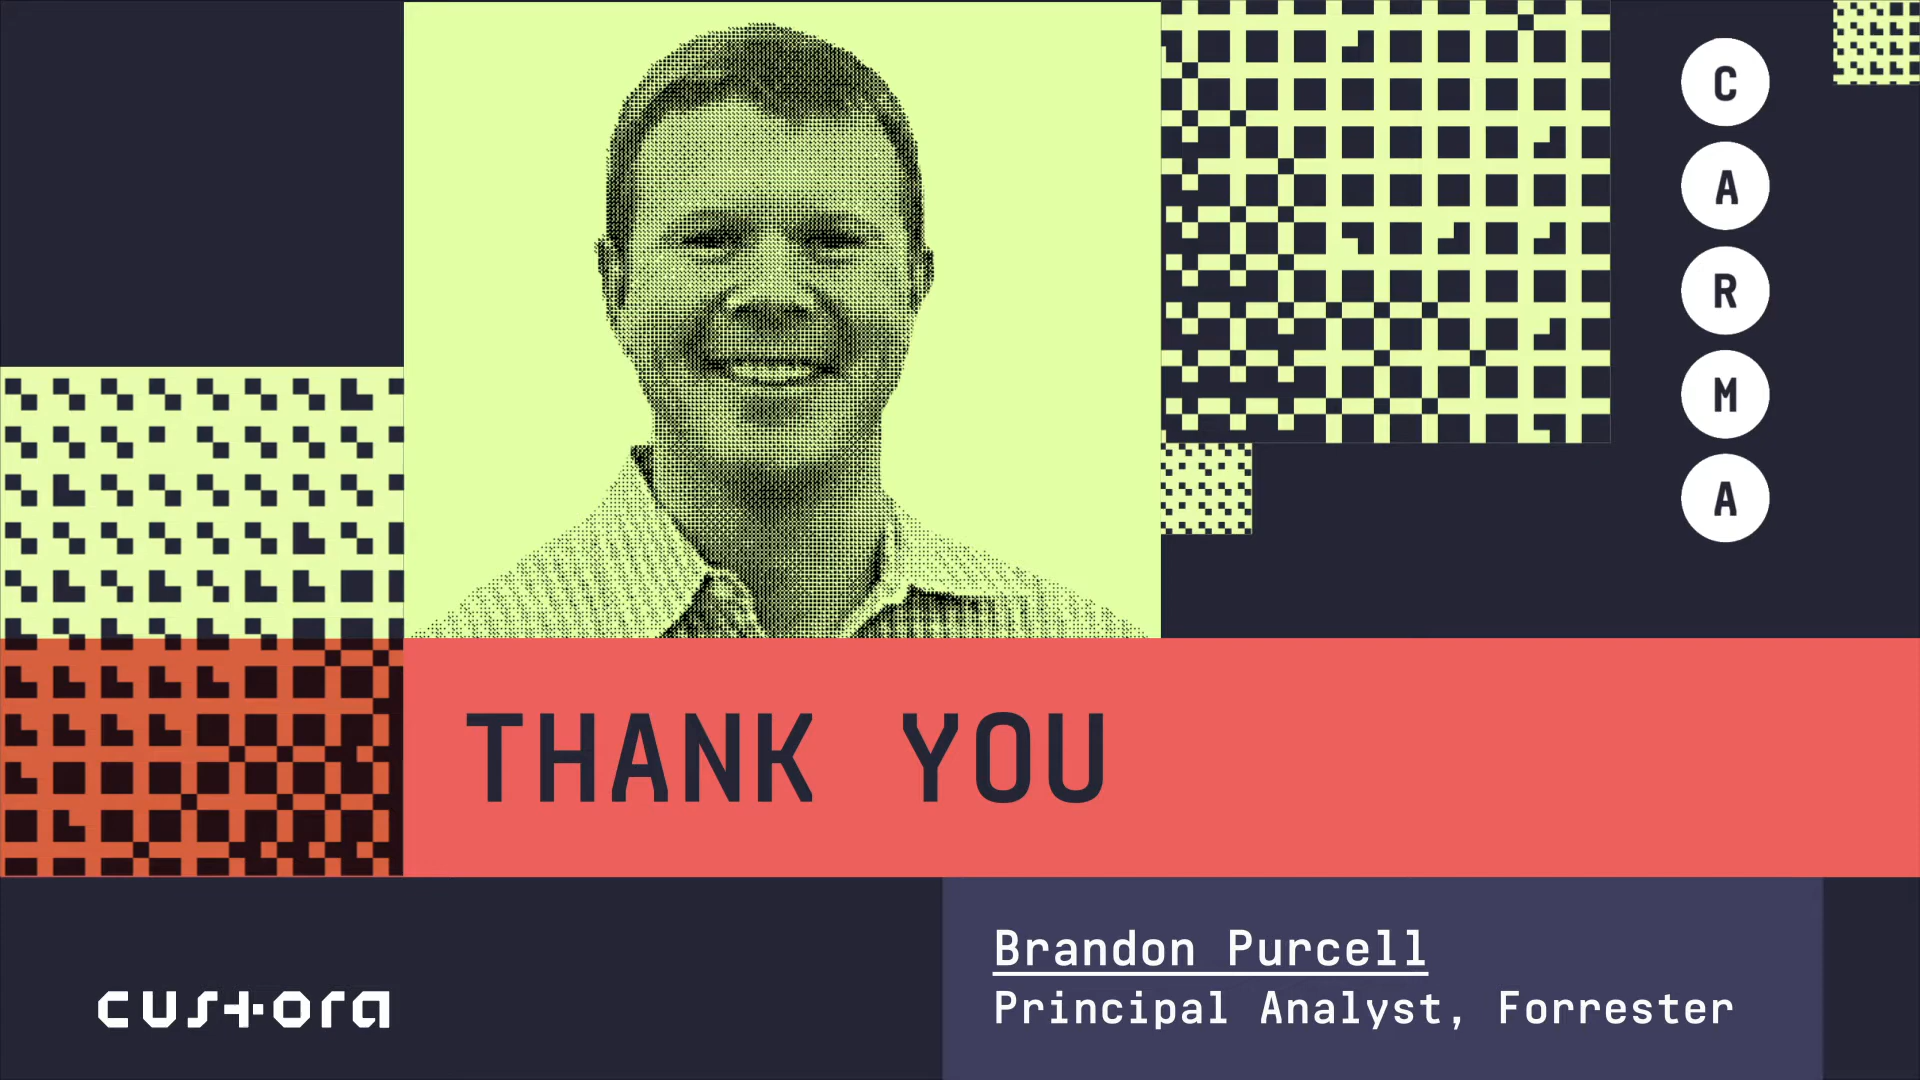 C
A
R
M
A
THANK YOU
Brandon Purcell
Principal Analyst, Forrester
custora